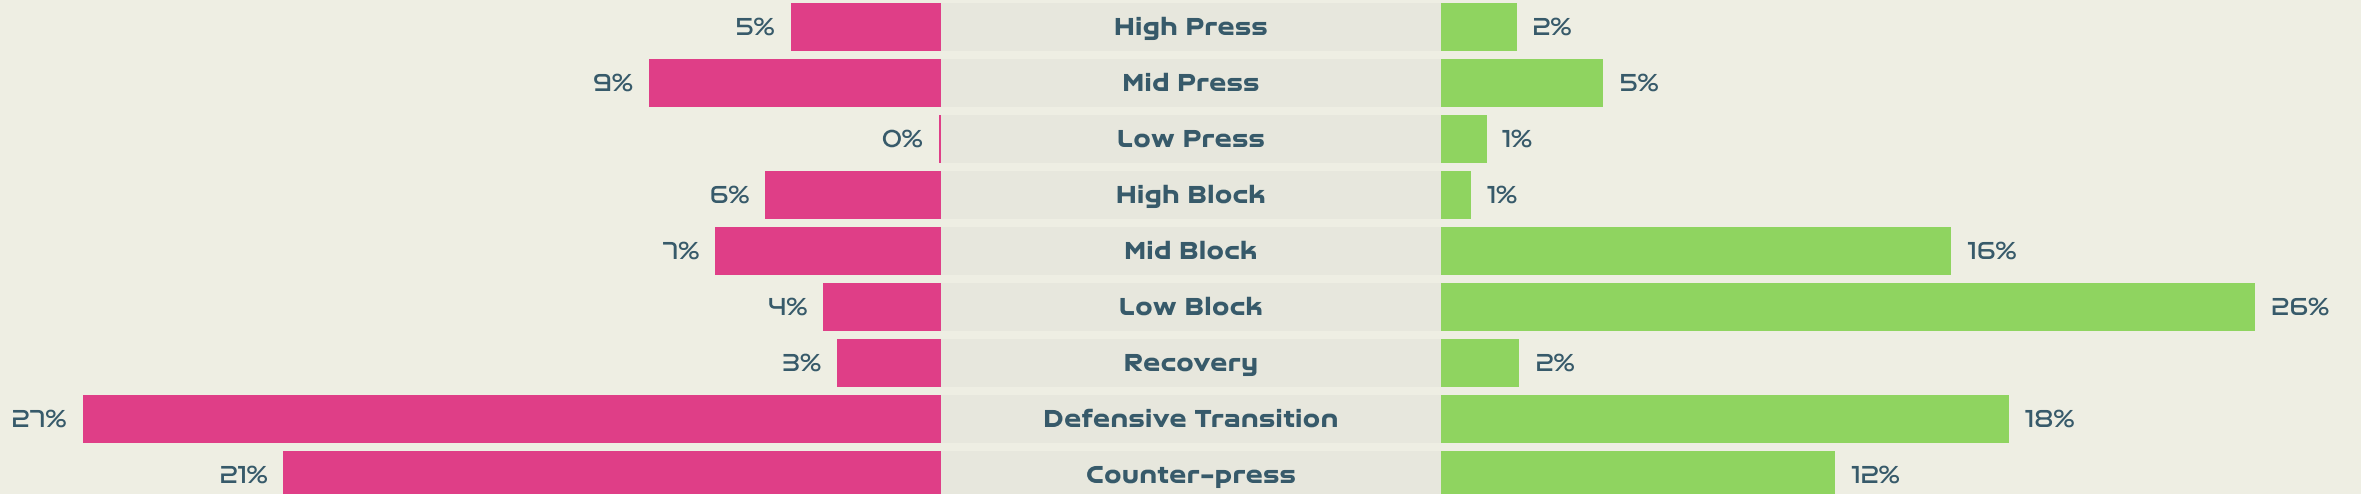 5% High Press 2%
9% Mid Press 5%
0% Low Press 1%
6% High Block 1%
7% Mid Block 16%
4% Low Block 26%
3% Recovery 2%
27% Defensive Transition 18%
21% Counter-press 12%